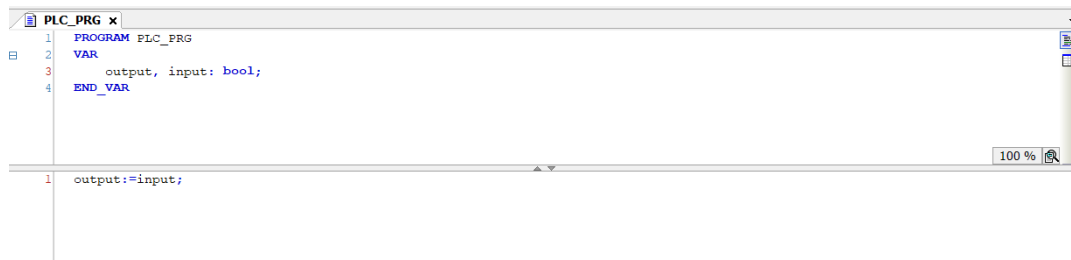 PLC_PRG x
1 PROGRAM PLC_PRG
2 VAR
3 output, input: bool;
4 END_VAR
100 %
1 output:=input;